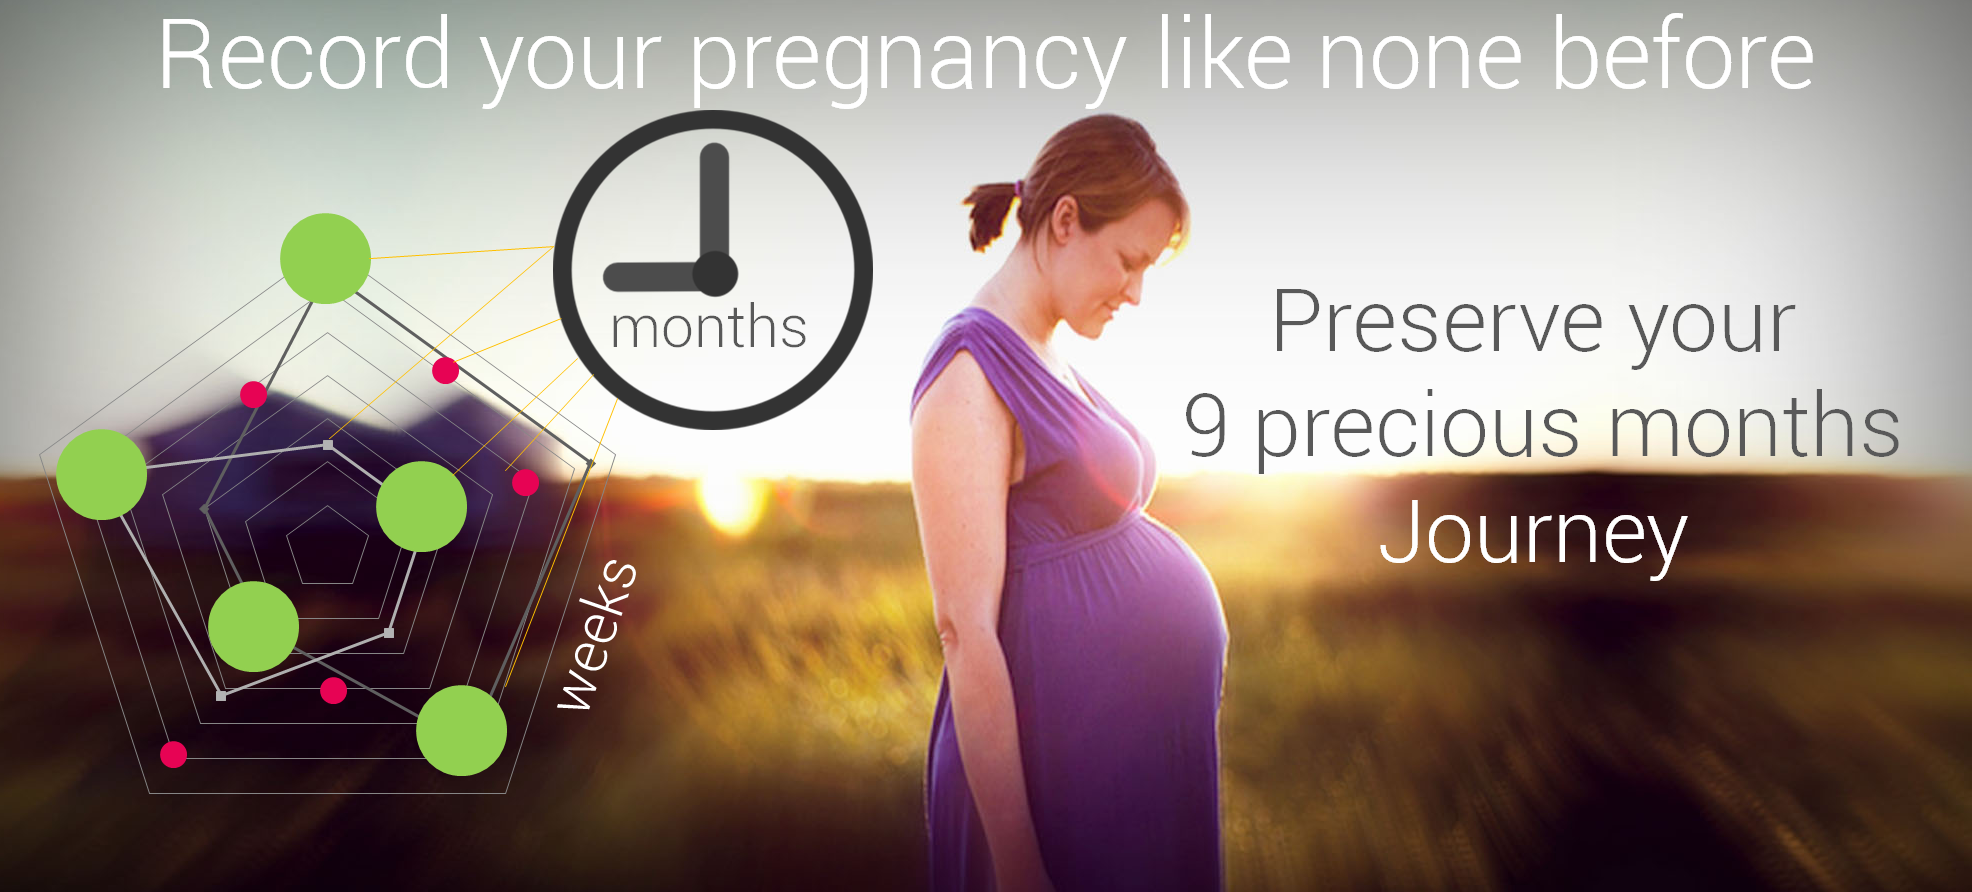 Record your pregnancy like none before
months
Preserve your
9 precious months
Journey
weeks